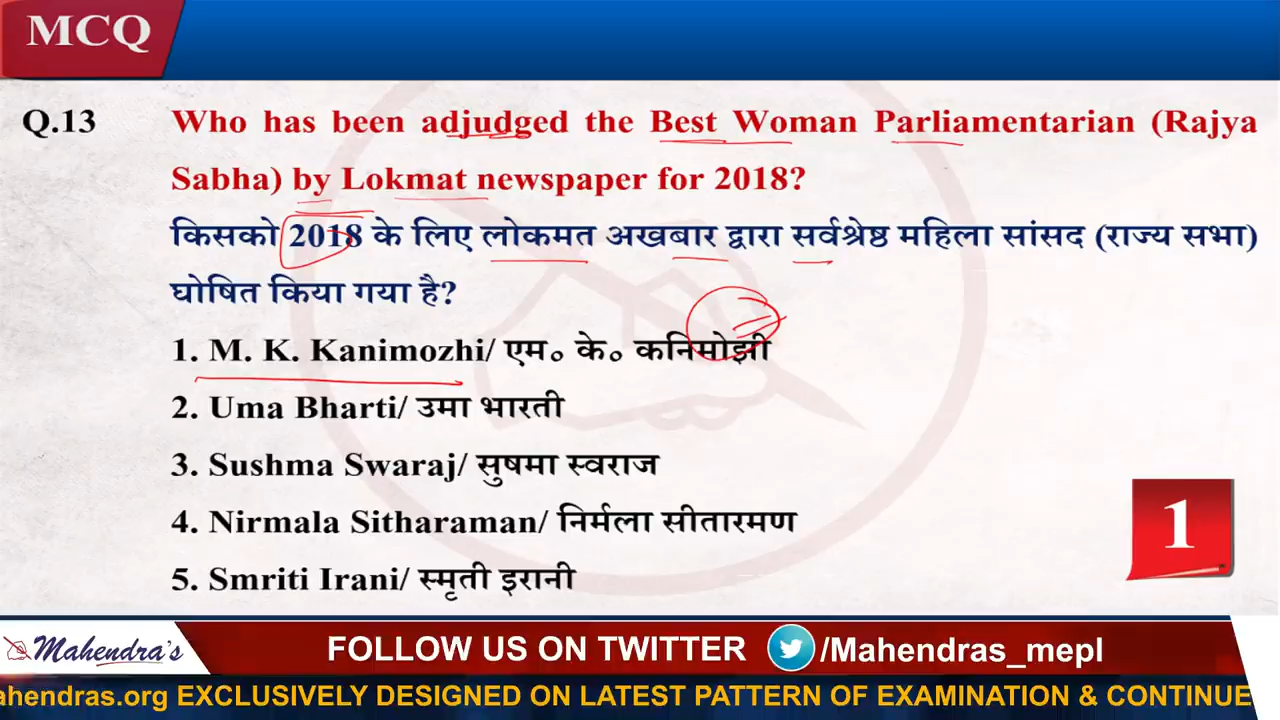 MCQ
Q.13 Who has been adjudged the Best Woman Parliamentarian (Rajya
Sabha) by Lokmat newspaper for 2018?
किसको 2018 के लिए लोकमत अखबार द्वारा सर्वश्रेष्ठ महिला सांसद (राज्य सभा)
घोषित किया गया है?
1. M. K. Kanimozhi/ एम॰ के॰ कनिमोझी
2. Uma Bharti/ उमा भारती
3. Sushma Swaraj/ सुषमा स्वराज
4. Nirmala Sitharaman/ निर्मला सीतारमण
5. Smriti Irani/ स्मृती इरानी
1
Mahendra's
FOLLOW US ON TWITTER /Mahendras_mepl
ahendras.org EXCLUSIVELY DESIGNED ON LATEST PATTERN OF EXAMINATION & CONTINUE